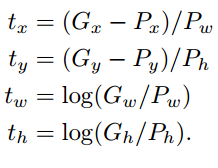 t_x = (G_x − P_x)/P_w
t_y = (G_y − P_y)/P_h
t_w = log(G_w/P_w)
t_h = log(G_h/P_h).